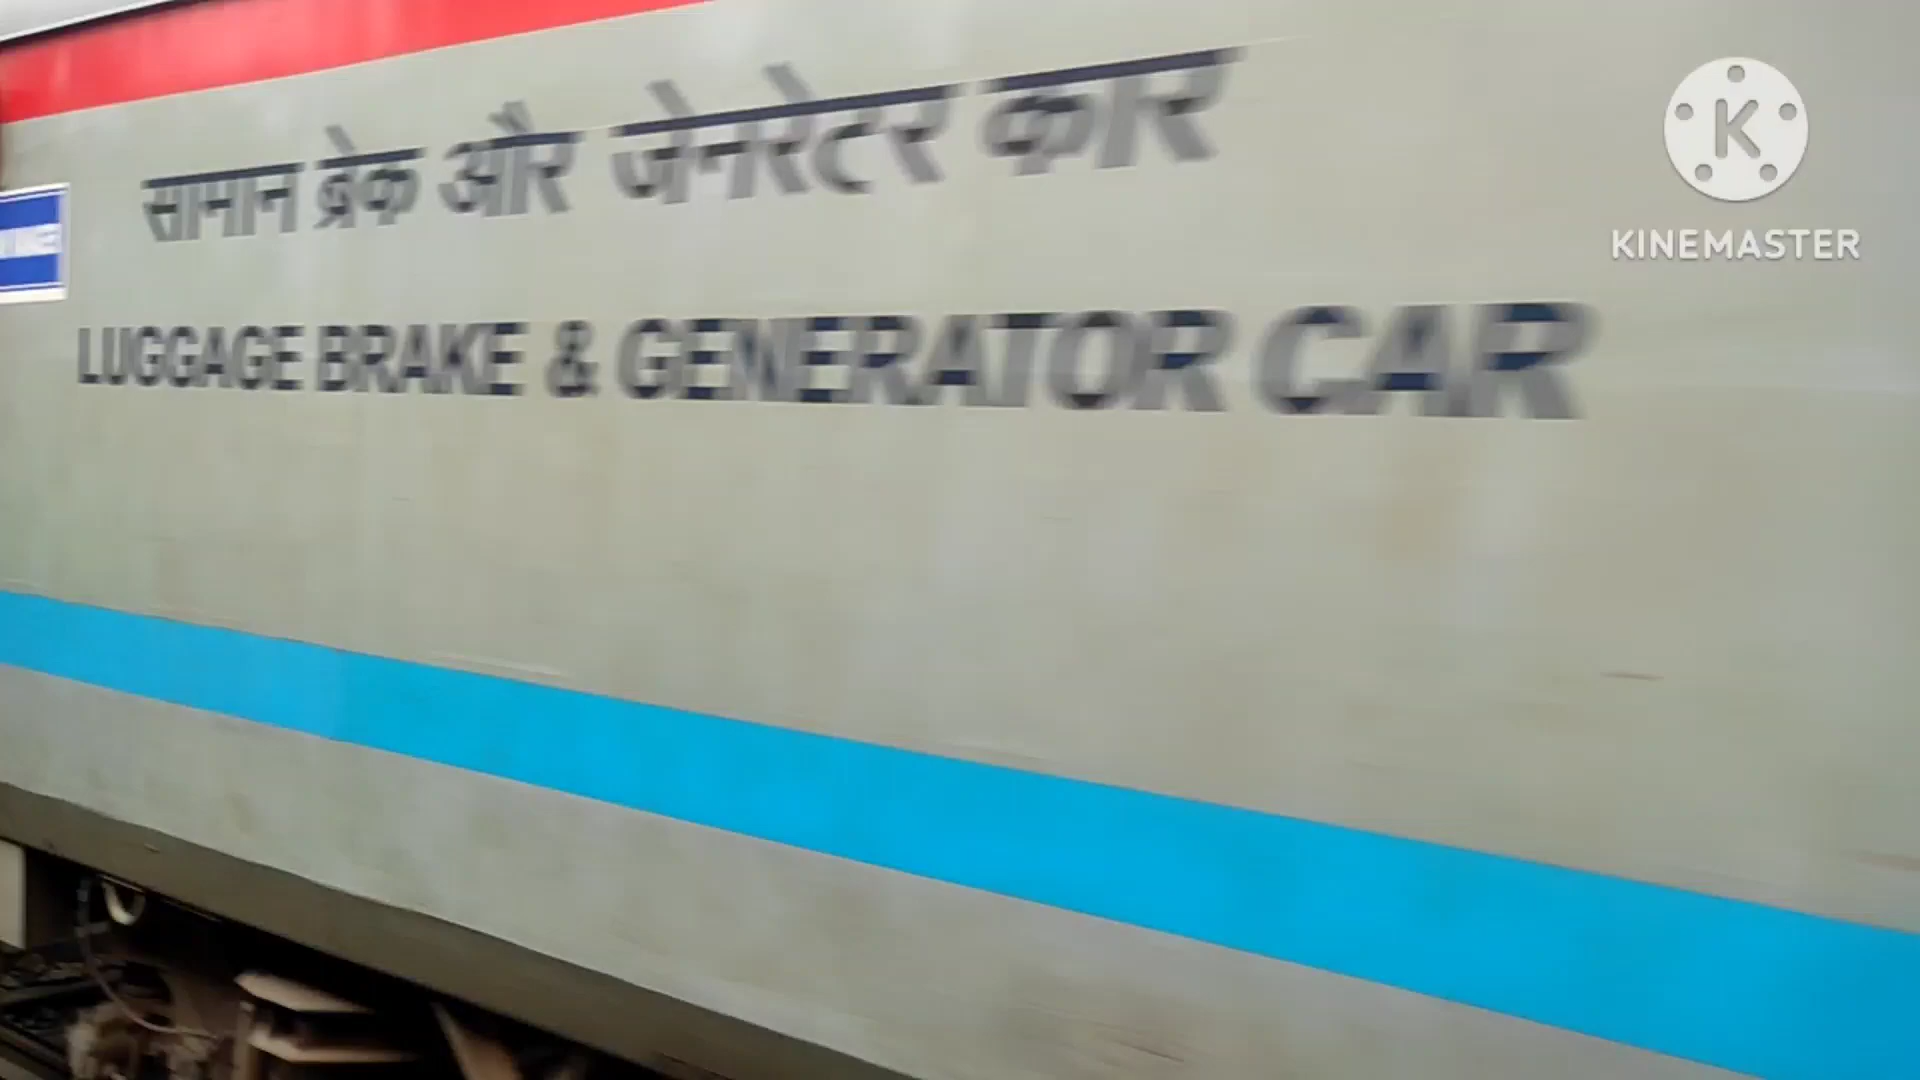 सामान ब्रेक और जेनरेटर कार
LUGGAGE BRAKE & GENERATOR CAR
K
KINEMASTER